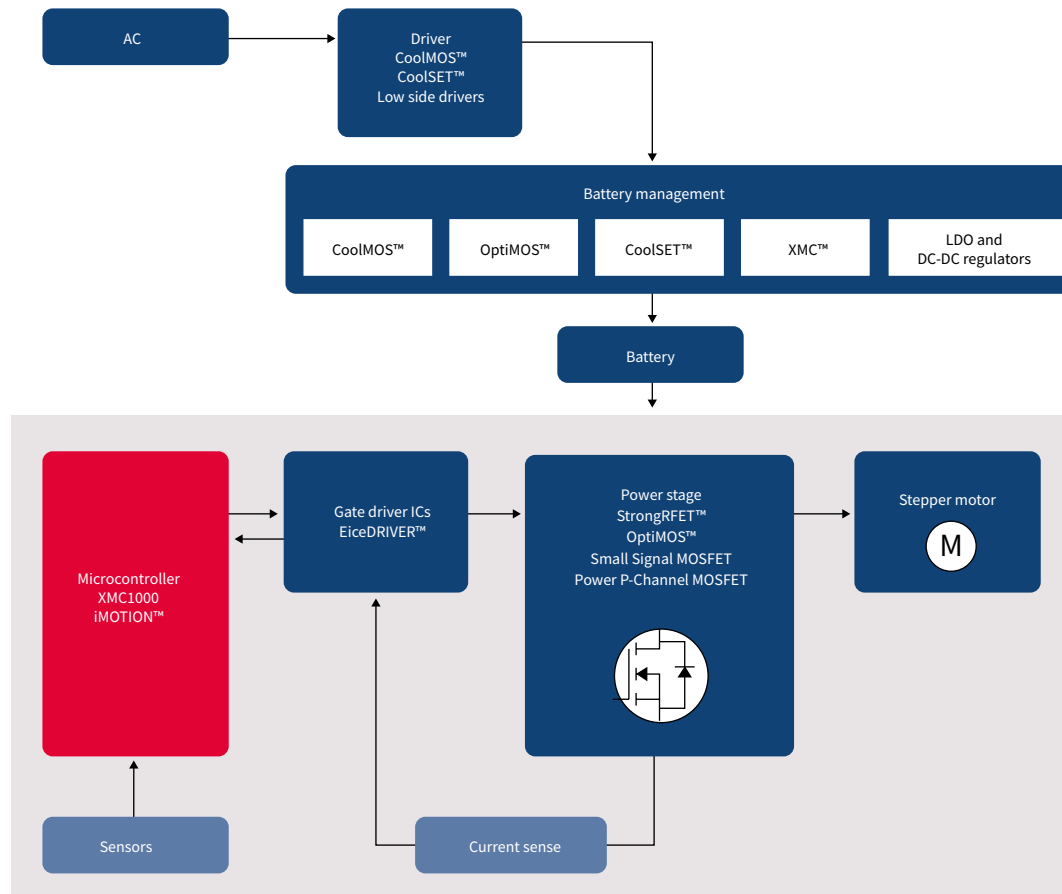 AC
Driver
CoolMOS™
CoolSET™
Low side drivers
Battery management
CoolMOS™
OptiMOS™
CoolSET™
XMC™
LDO and
DC-DC regulators
Battery
Microcontroller
XMC1000
iMOTION™
Gate driver ICs
EiceDRIVER™
Power stage
StrongRFET™
OptiMOS™
Small Signal MOSFET
Power P-Channel MOSFET
Stepper motor
M
Sensors
Current sense